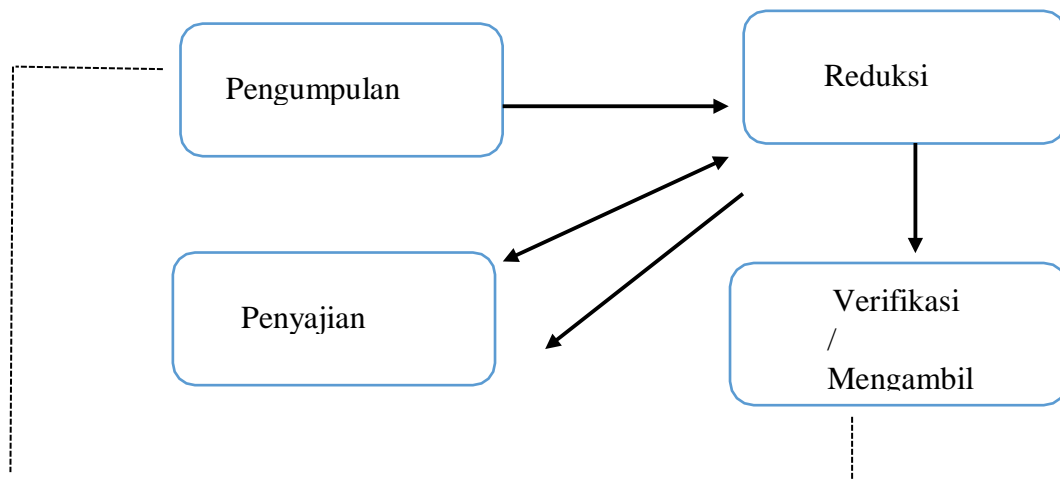 Pengumpulan
Reduksi
Penyajian
Verifikasi
/
Mengambil